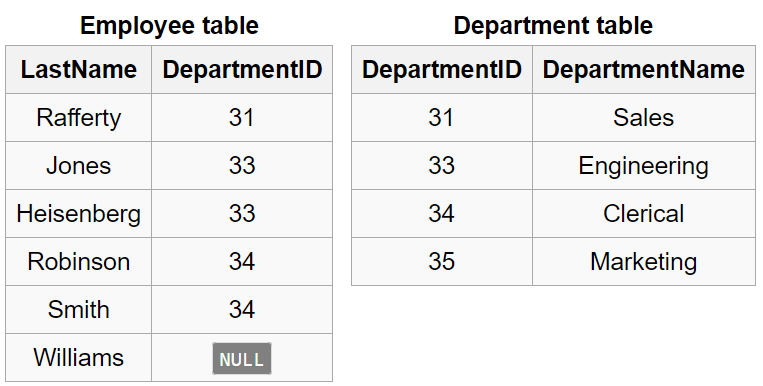 Employee table
LastName DepartmentID
Rafferty 31
Jones 33
Heisenberg 33
Robinson 34
Smith 34
Williams NULL
Department table
DepartmentID DepartmentName
31 Sales
33 Engineering
34 Clerical
35 Marketing